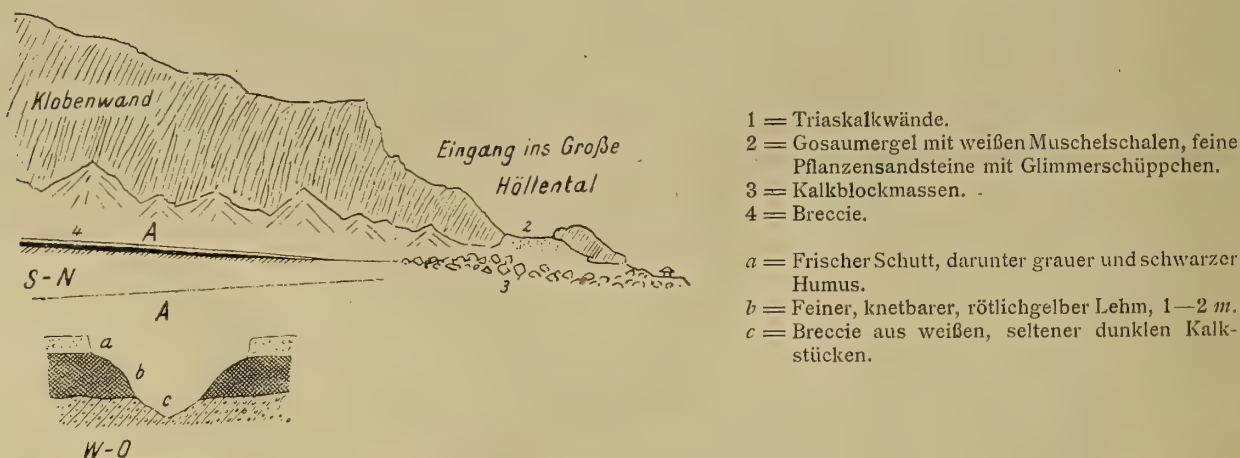 Klobenwand
Eingang ins Große
Höllental
2
4
A
3
S-N
A
a
b
c
W-O
1 = Triaskalkwände.
2 = Gosaumergel mit weißen Muschelschalen, feine
Pflanzensandsteine mit Glimmerschüppchen.
3 = Kalkblockmassen.
4 = Breccie.
a = Frischer Schutt, darunter grauer und schwarzer
Humus.
b = Feiner, knetbarer, rötlichgelber Lehm, 1—2 m.
c = Breccie aus weißen, seltener dunklen Kalk-
stücken.